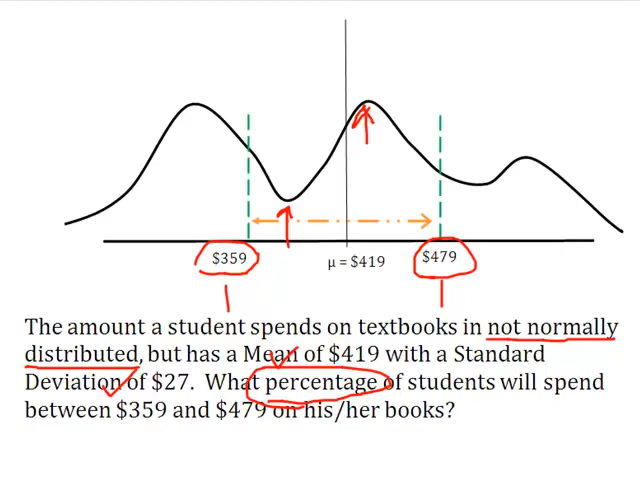 $359
μ = $419
$479
The amount a student spends on textbooks in not normally
distributed, but has a Mean of $419 with a Standard
Deviation of $27. What percentage of students will spend
between $359 and $479 on his/her books?